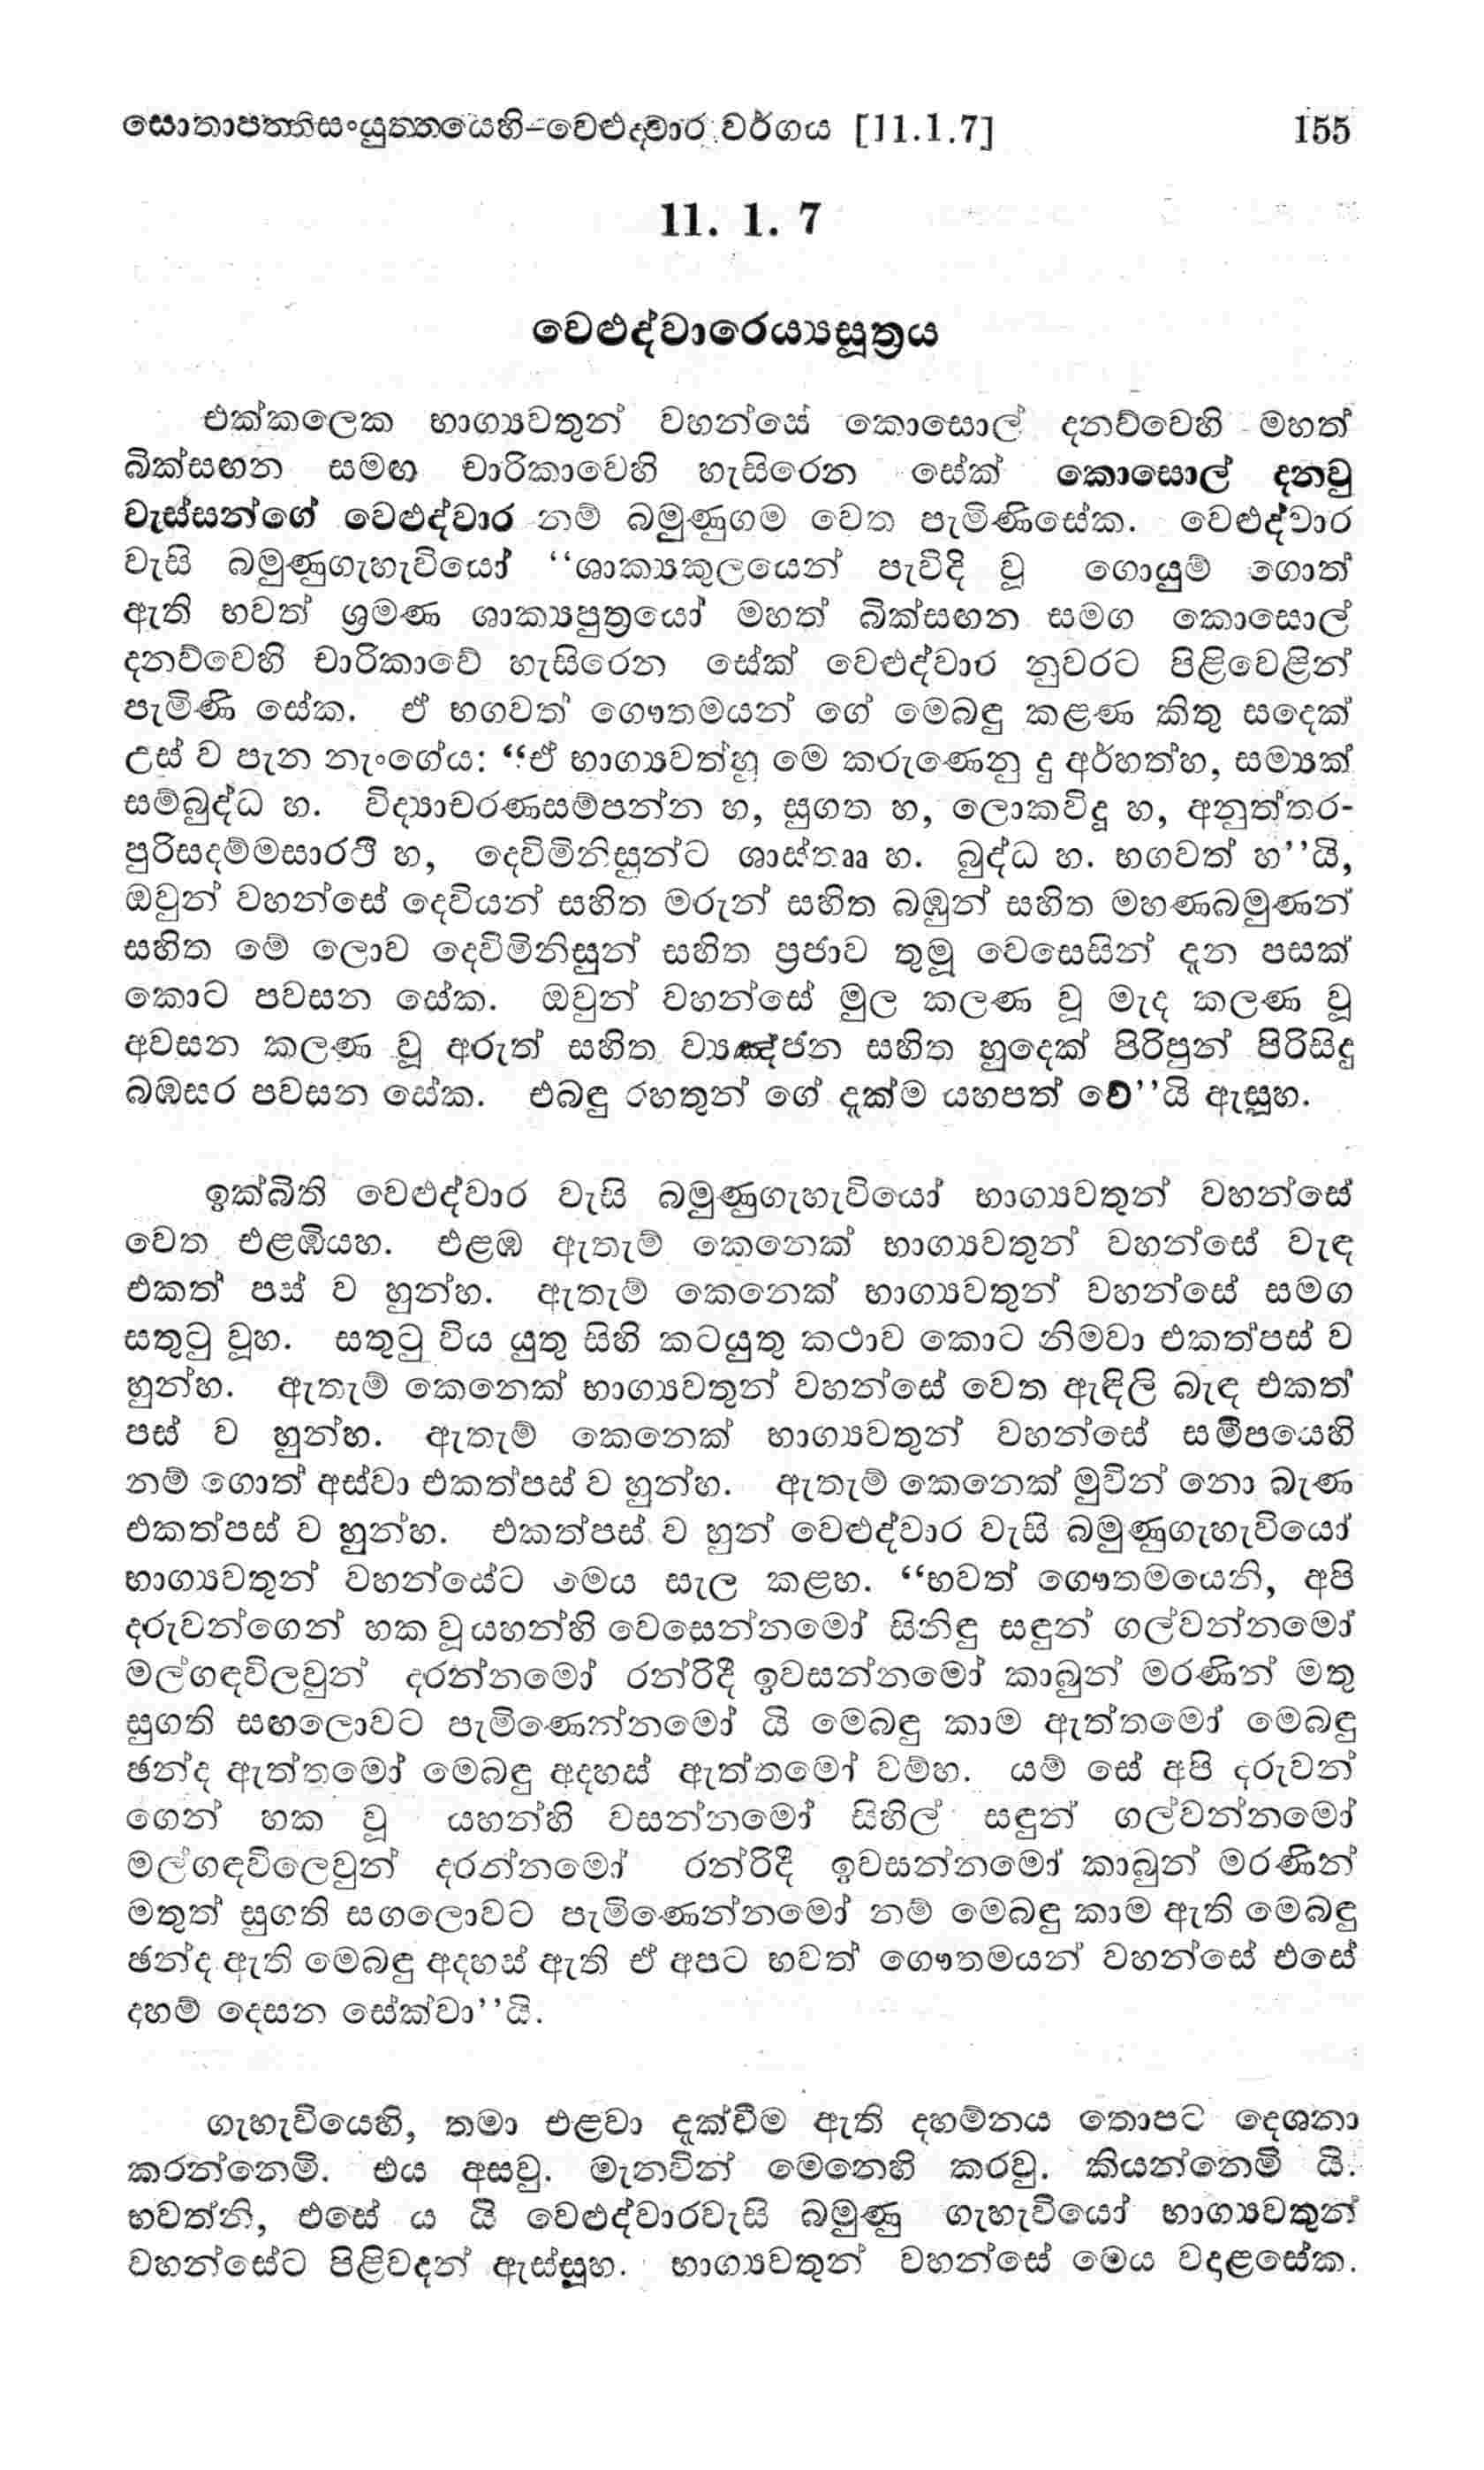 සොතාපත්තිසංයුත්තයෙහි-වෙළුද්වාර වර්ගය [11.1.7] 155
11. 1. 7
වෙළුද්වාරෙය්‍යසූත්‍රය
එක්කලෙක භාග්‍යවතුන් වහන්සේ කොසොල් දනව්වෙහි මහත්
බික්සඟන සමඟ චාරිකාවෙහි හැසිරෙන සේක් කොසොල් දනවු
වැස්සන්ගේ වෙළුද්වාර නම් බමුණුගම වෙත පැමිණිසේක. වෙළුද්වාර
වැසි බමුණුගැහැවියෝ “ශාක්‍යකුලයෙන් පැවිදි වූ ගොයුම් ගොත්
ඇති භවත් ශ්‍රමණ ශාක්‍යපුත්‍රයෝ මහත් බික්සඟන සමග කොසොල්
දනව්වෙහි චාරිකාවේ හැසිරෙන සේක් වෙළුද්වාර නුවරට පිළිවෙළින්
පැමිණි සේක. ඒ භගවත් ගෞතමයන් ගේ මෙබඳු කළණ කිතු සදෙක්
උස් ව පැන නැංගේය: “ඒ භාග්‍යවත්හු මෙ කරුණෙනු දු අර්හත්හ, සම්‍යක්
සම්බුද්ධ හ. විද්‍යාචරණසම්පන්න හ, සුගත හ, ලොකවිදූ හ, අනුත්තර-
පුරිසදම්මසාරථි හ, දෙවිමිනිසුන්ට ශාස්තෲ හ. බුද්ධ හ. භගවත් හ”යි,
ඔවුන් වහන්සේ දෙවියන් සහිත මරුන් සහිත බඹුන් සහිත මහණබමුණන්
සහිත මේ ලොව දෙවිමිනිසුන් සහිත ප්‍රජාව තුමූ වෙසෙසින් දැන පසක්
කොට පවසන සේක. ඔවුන් වහන්සේ මුල කලණ වූ මැද කලණ වූ
අවසන කලණ වූ අරුත් සහිත ව්‍යඤ්ජන සහිත හුදෙක් පිරිපුන් පිරිසිදු
බඹසර පවසන සේක. එබඳු රහතුන් ගේ දැක්ම යහපත් වේ”යි ඇසූහ.
ඉක්බිති වෙළුද්වාර වැසි බමුණුගැහැවියෝ භාග්‍යවතුන් වහන්සේ
වෙත එළඹියහ. එළඹ ඇතැම් කෙනෙක් භාග්‍යවතුන් වහන්සේ වැඳ
එකත් පස් ව හුන්හ. ඇතැම් කෙනෙක් භාග්‍යවතුන් වහන්සේ සමග
සතුටු වූහ. සතුටු විය යුතු සිහි කටයුතු කථාව කොට නිමවා එකත්පස් ව
හුන්හ. ඇතැම් කෙනෙක් භාග්‍යවතුන් වහන්සේ වෙත ඇඳිලි බැඳ එකත්
පස් ව හුන්හ. ඇතැම් කෙනෙක් භාග්‍යවතුන් වහන්සේ සමීපයෙහි
නම් ගොත් අස්වා එකත්පස් ව හුන්හ. ඇතැම් කෙනෙක් මුවින් නො බැණ
එකත්පස් ව හුන්හ. එකත්පස් ව හුන් වෙළුද්වාර වැසි බමුණුගැහැවියෝ
භාග්‍යවතුන් වහන්සේට මෙය සැල කළහ. “භවත් ගෞතමයෙනි, අපි
දරුවන්ගෙන් හක වූ යහන්හි වෙසෙන්නමෝ සිනිඳු සඳුන් ගල්වන්නමෝ
මල්ගඳවිලවුන් දරන්නමෝ රන්රිදී ඉවසන්නමෝ කාබුන් මරණින් මතු
සුගති සඟලොවට පැමිණෙන්නමෝ යි මෙබඳු කාම ඇත්තමෝ මෙබඳු
ඡන්ද ඇත්තමෝ මෙබඳු අදහස් ඇත්තමෝ වම්හ. යම් සේ අපි දරුවන්
ගෙන් හක වූ යහන්හි වසන්නමෝ සිහිල් සඳුන් ගල්වන්නමෝ
මල්ගඳවිලෙවුන් දරන්නමෝ රන්රිදී ඉවසන්නමෝ කාබුන් මරණින්
මතුත් සුගති සගලොවට පැමිණෙන්නමෝ නම් මෙබඳු කාම ඇති මෙබඳු
ඡන්ද ඇති මෙබඳු අදහස් ඇති ඒ අපට භවත් ගෞතමයන් වහන්සේ එසේ
දහම් දෙසන සේක්වා”යි.
ගැහැවියෙහි, තමා එළවා දැක්වීම ඇති දහම්නය තොපට දෙශනා
කරන්නෙමි. එය අසවු. මැනවින් මෙනෙහි කරවු. කියන්නෙමි යි.
භවත්නි, එසේ ය යි වෙළුද්වාරවැසි බමුණු ගැහැවියෝ භාග්‍යවතුන්
වහන්සේට පිළිවදන් ඇස්සූහ. භාග්‍යවතුන් වහන්සේ මෙය වදාළසේක.